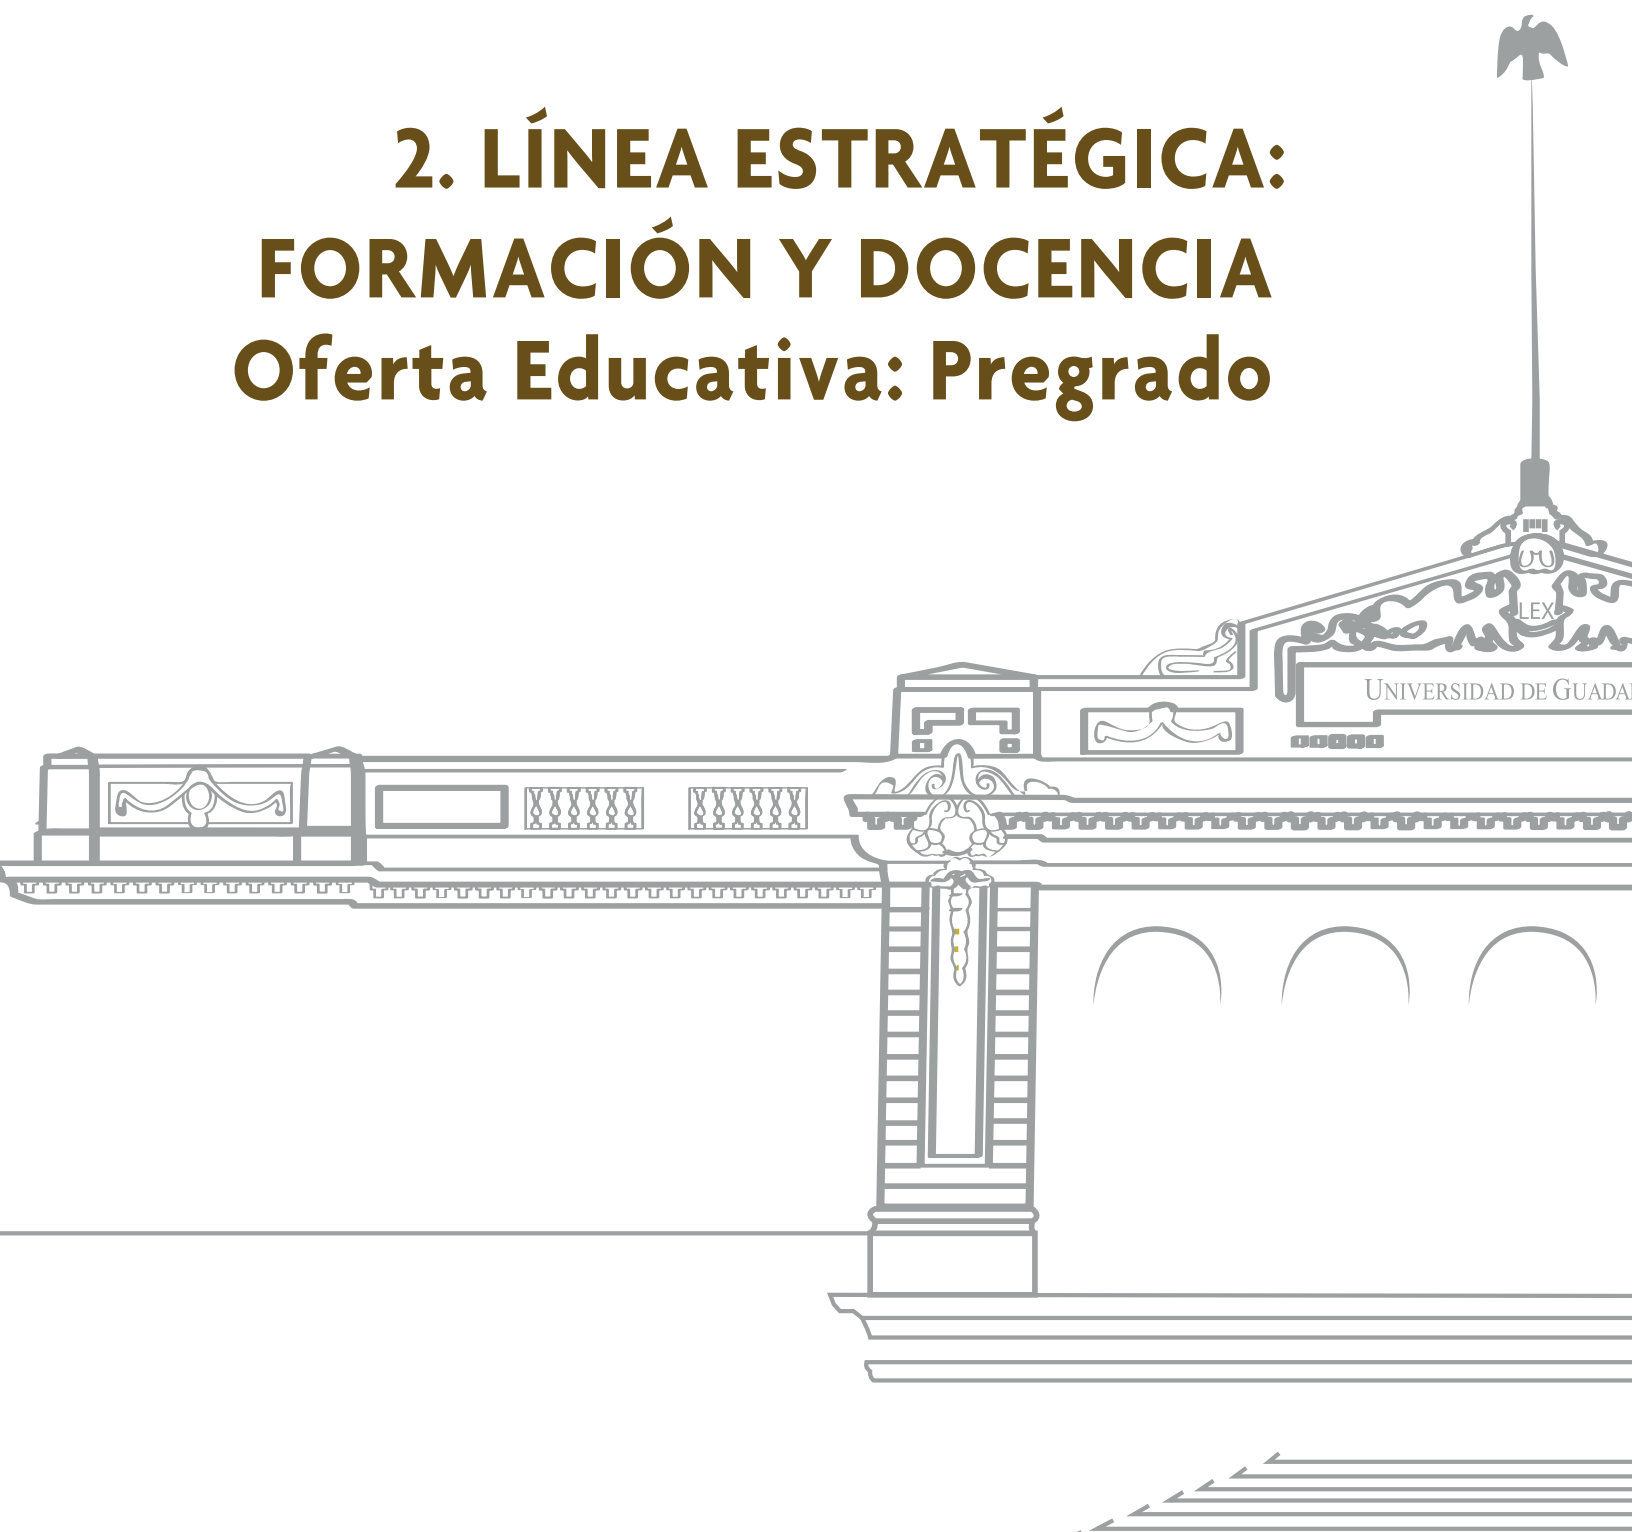 2. LÍNEA ESTRATÉGICA:
FORMACIÓN Y DOCENCIA
Oferta Educativa: Pregrado
LEX
UNIVERSIDAD DE GUADA